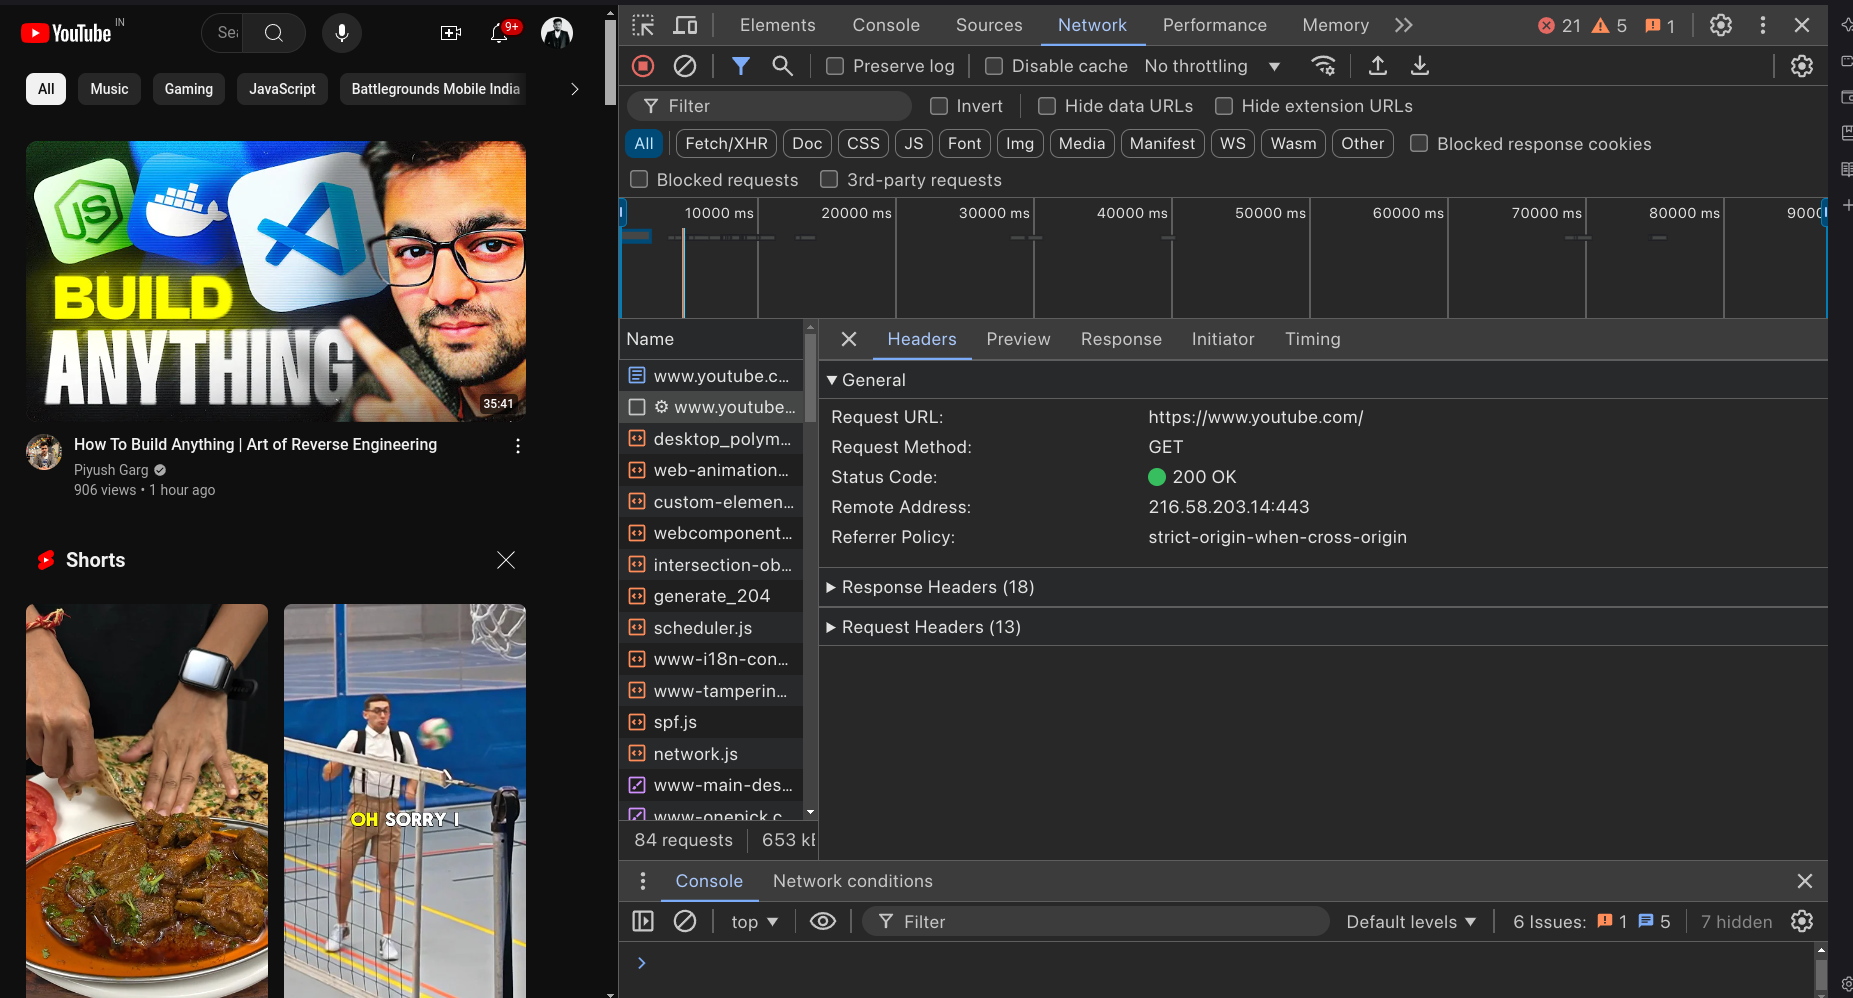 YouTube IN
Sea
9+
All
Music
Gaming
JavaScript
Battlegrounds Mobile India
JS
BUILD
ANYTHING
35:41
How To Build Anything | Art of Reverse Engineering
Piyush Garg
906 views • 1 hour ago
Shorts
OH SORRY I
Elements Console Sources Network Performance Memory
21 5 1
Preserve log Disable cache No throttling
Filter Invert Hide data URLs Hide extension URLs
All Fetch/XHR Doc CSS JS Font Img Media Manifest WS Wasm Other Blocked response cookies
Blocked requests 3rd-party requests
10000 ms 20000 ms 30000 ms 40000 ms 50000 ms 60000 ms 70000 ms 80000 ms 9000
Name
www.youtube.c...
www.youtube...
desktop_polym...
web-animation...
custom-elemen...
webcomponent...
intersection-ob...
generate_204
scheduler.js
www-i18n-con...
www-tamperin...
spf.js
network.js
www-main-des...
www-onepick.c
84 requests 653 kB
Headers Preview Response Initiator Timing
General
Request URL: https://www.youtube.com/
Request Method: GET
Status Code: 200 OK
Remote Address: 216.58.203.14:443
Referrer Policy: strict-origin-when-cross-origin
Response Headers (18)
Request Headers (13)
Console Network conditions
top Filter Default levels 6 Issues: 1 5 7 hidden